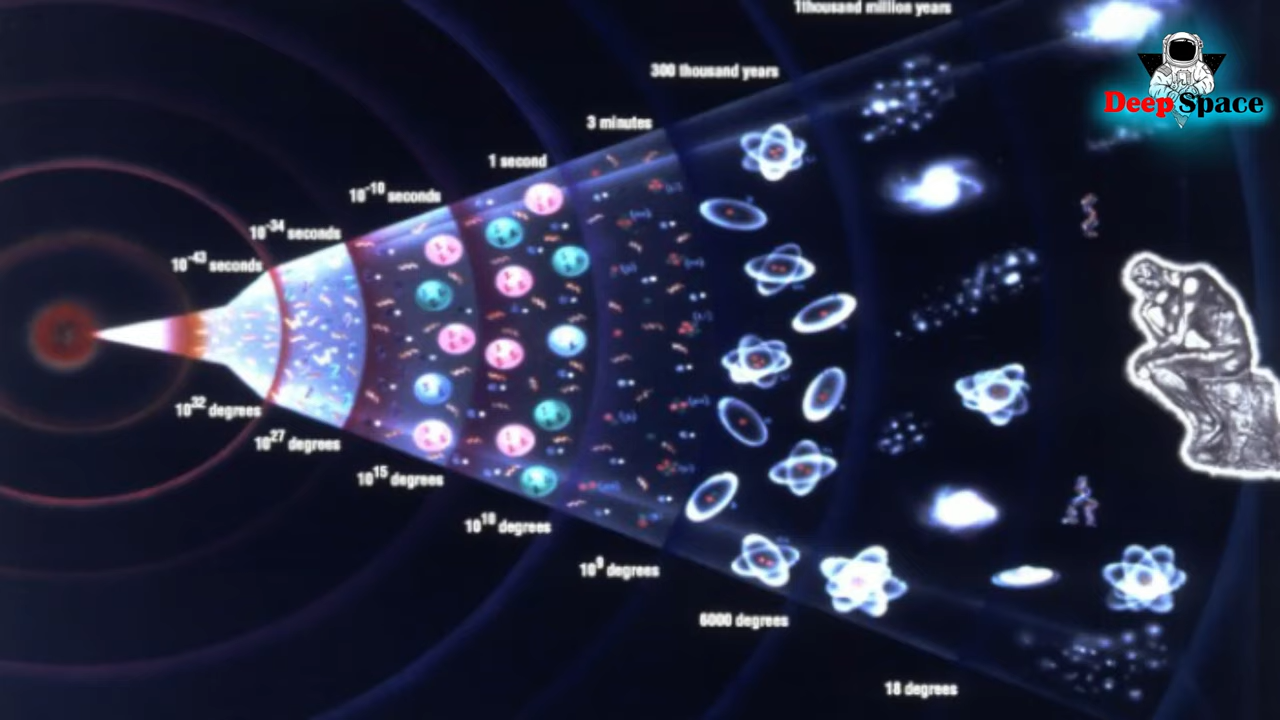 1thousand million years
300 thousand years
3 minutes
1 second
10⁻¹⁰ seconds
10⁻³⁴ seconds
10⁻⁴³ seconds
10³² degrees
10²⁷ degrees
10¹⁵ degrees
10¹⁰ degrees
10⁹ degrees
6000 degrees
18 degrees
Deep Space